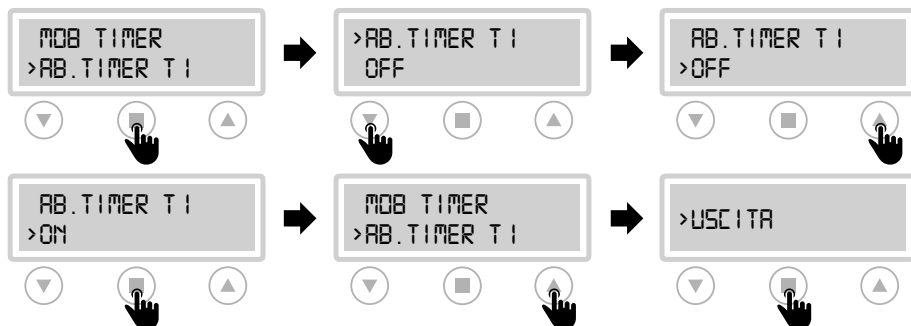 MOB TIMER
>AB.TIMER T1
>AB.TIMER T1
OFF
AB.TIMER T1
>OFF
AB.TIMER T1
>ON
MOB TIMER
>AB.TIMER T1
>USCITA